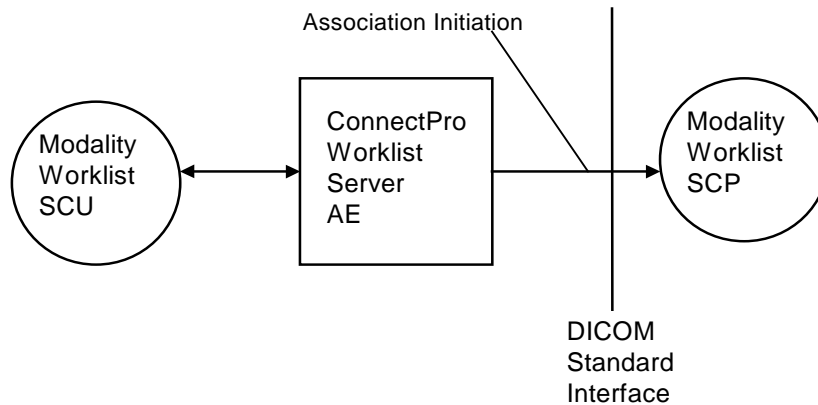 Association Initiation
Modality
Worklist
SCU
ConnectPro
Worklist
Server
AE
Modality
Worklist
SCP
DICOM
Standard
Interface